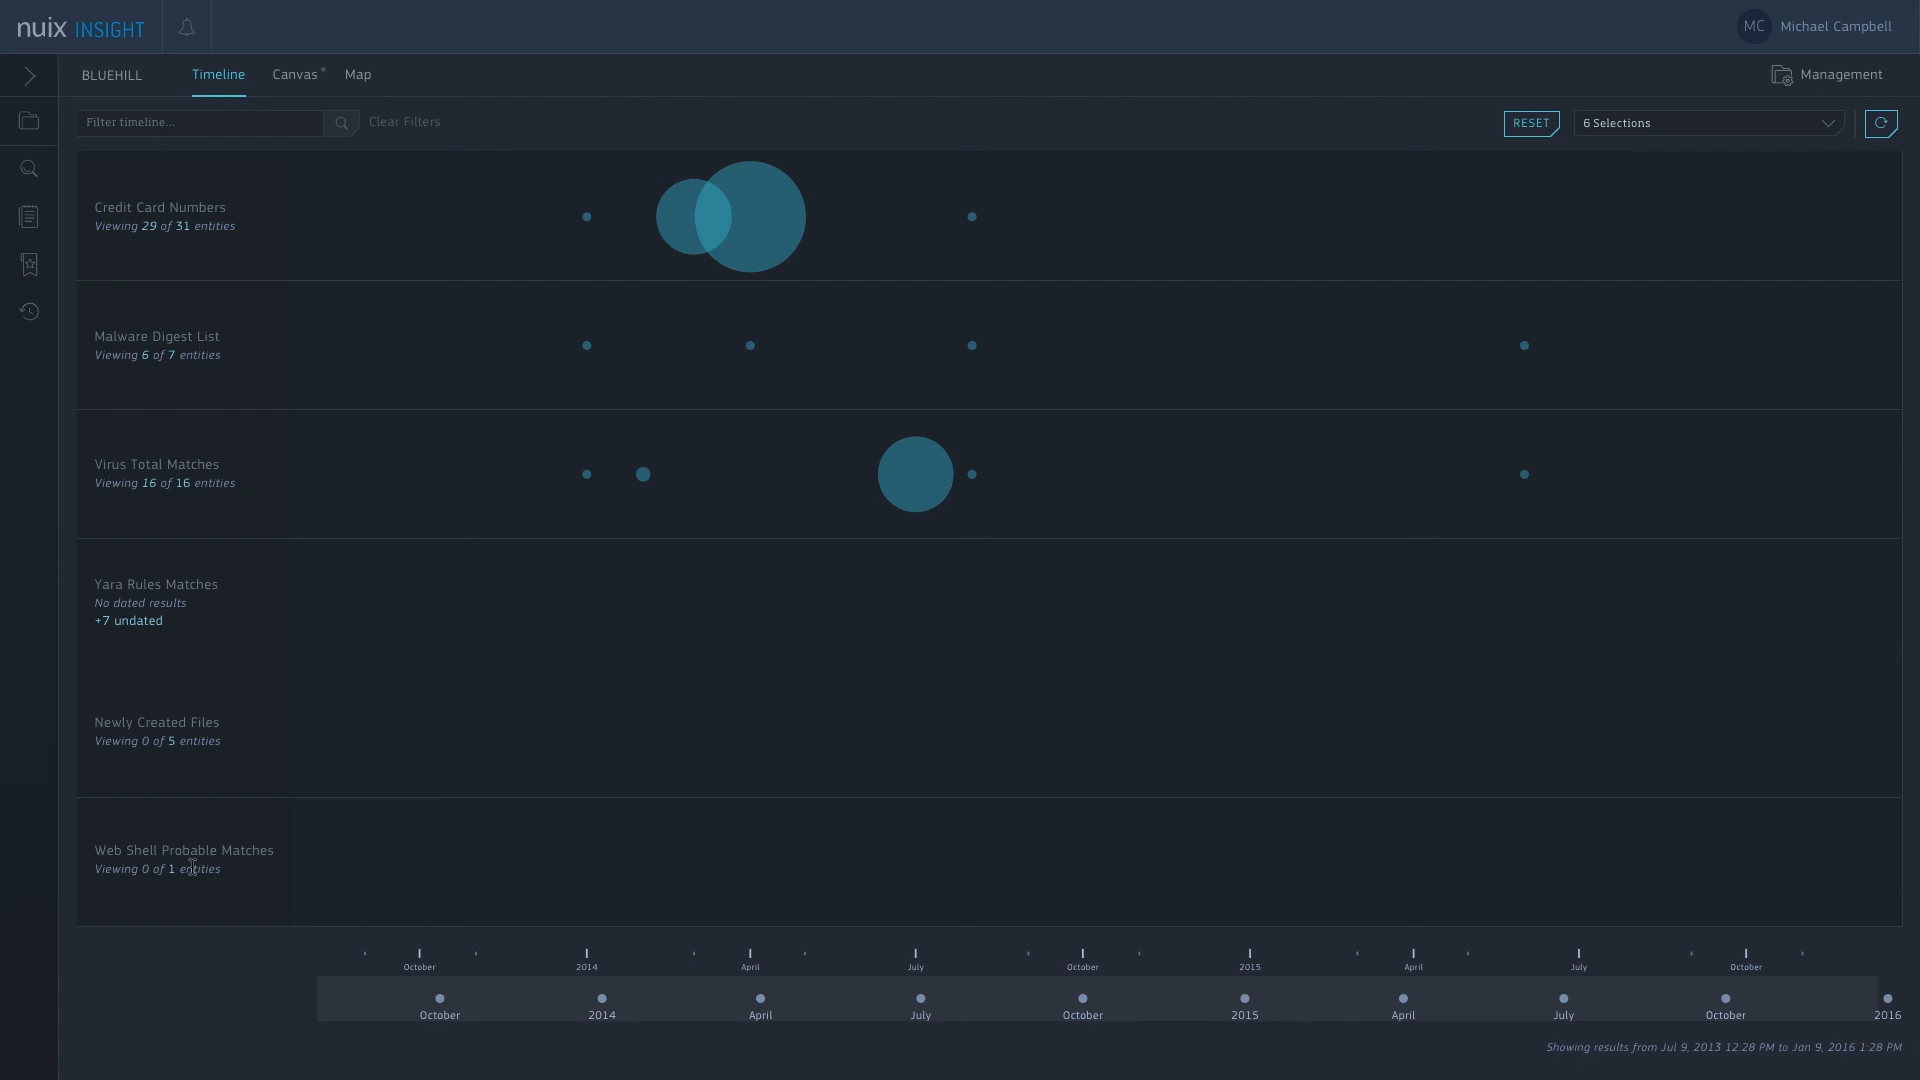 nuix INSIGHT
MC Michael Campbell
BLUEHILL Timeline Canvas * Map Management
Filter timeline... Clear Filters RESET 6 Selections
Credit Card Numbers
Viewing 29 of 31 entities
Malware Digest List
Viewing 6 of 7 entities
Virus Total Matches
Viewing 16 of 16 entities
Yara Rules Matches
No dated results
+7 undated
Newly Created Files
Viewing 0 of 5 entities
Web Shell Probable Matches
Viewing 0 of 1 entities
October 2014 April July October 2015 April July October
October 2014 April July October 2015 April July October 2016
Showing results from Jul 9, 2013 12:28 PM to Jan 9, 2016 1:28 PM